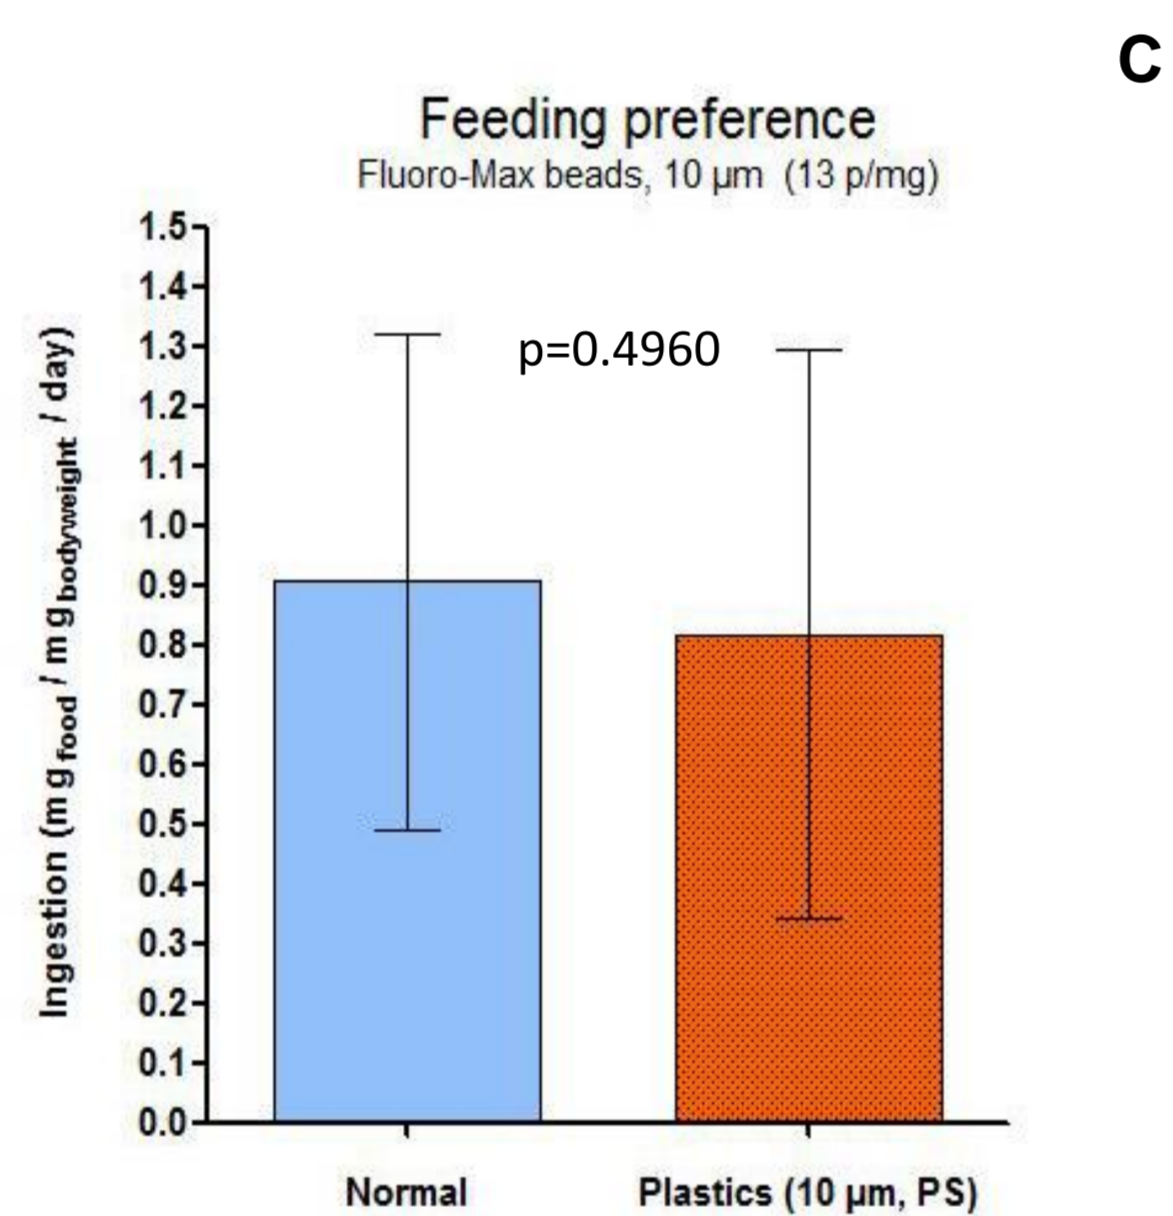 C
Feeding preference
Fluoro-Max beads, 10 µm (13 p/mg)
1.5
1.4
1.3
1.2
1.1
1.0
0.9
0.8
0.7
0.6
0.5
0.4
0.3
0.2
0.1
0.0
Ingestion (mg food / mg bodyweight / day)
p=0.4960
Normal
Plastics (10 µm, PS)